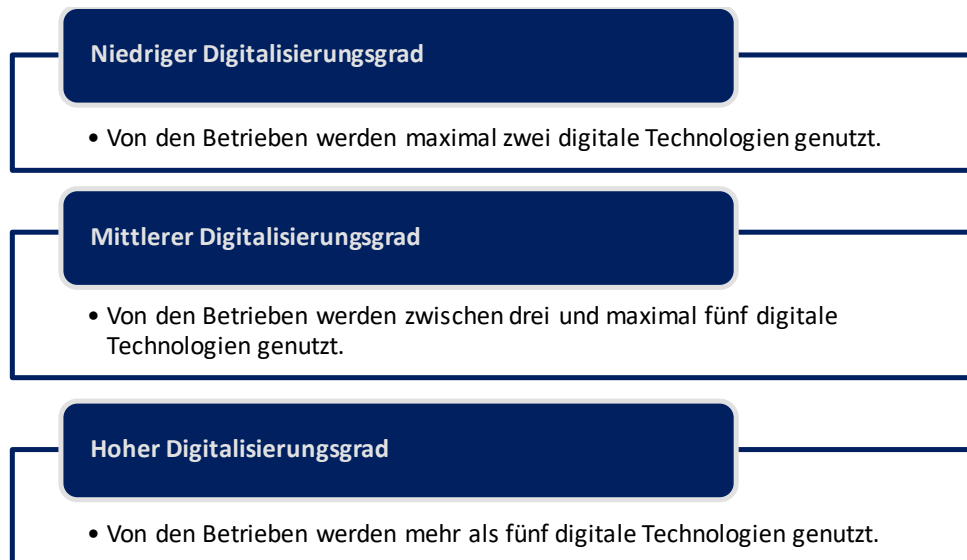 Niedriger Digitalisierungsgrad
• Von den Betrieben werden maximal zwei digitale Technologien genutzt.
Mittlerer Digitalisierungsgrad
• Von den Betrieben werden zwischen drei und maximal fünf digitale
Technologien genutzt.
Hoher Digitalisierungsgrad
• Von den Betrieben werden mehr als fünf digitale Technologien genutzt.